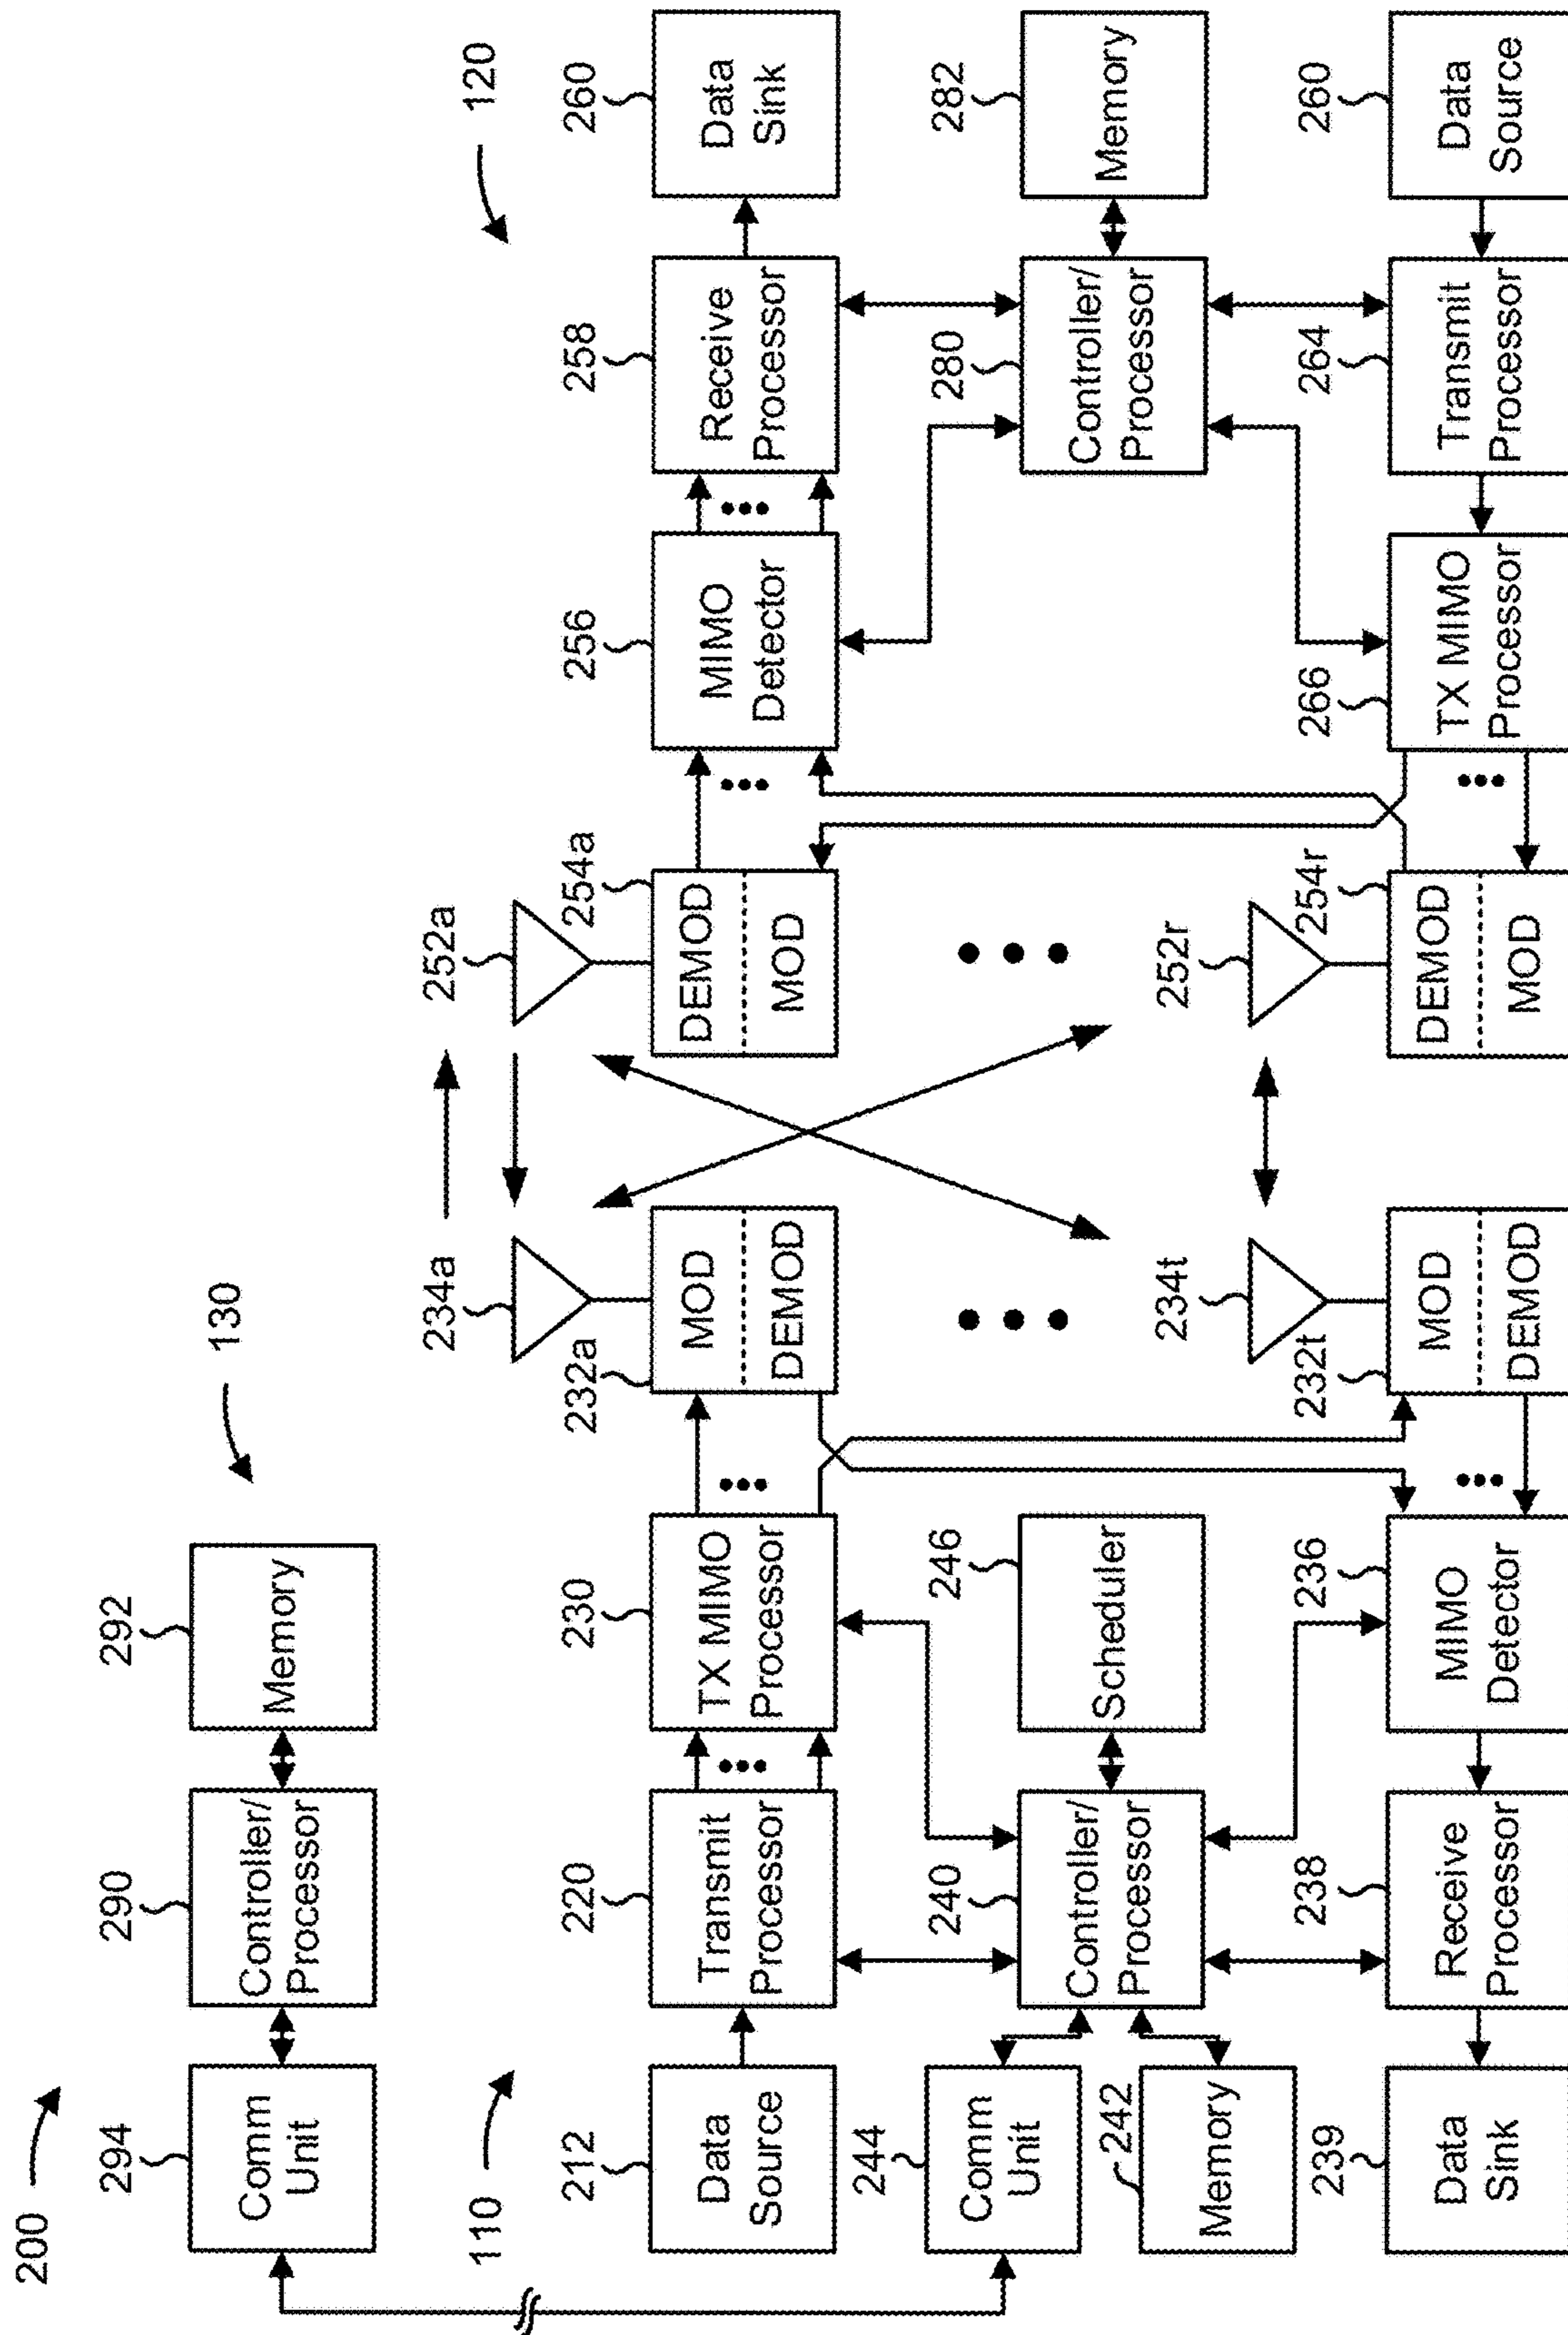 200
130
294
290
292
Comm
Unit
Controller/
Processor
Memory
110
120
234a
252a
212
220
230
232a
254a
256
258
260
Data
Source
Transmit
Processor
TX MIMO
Processor
MOD
DEMOD
DEMOD
MOD
MIMO
Detector
Receive
Processor
Data
Sink
244
240
246
280
282
Comm
Unit
Controller/
Processor
Scheduler
Controller/
Processor
Memory
242
Memory
234t
252r
239
238
236
232t
254r
266
264
260
Data
Sink
Receive
Processor
MIMO
Detector
MOD
DEMOD
DEMOD
MOD
TX MIMO
Processor
Transmit
Processor
Data
Source